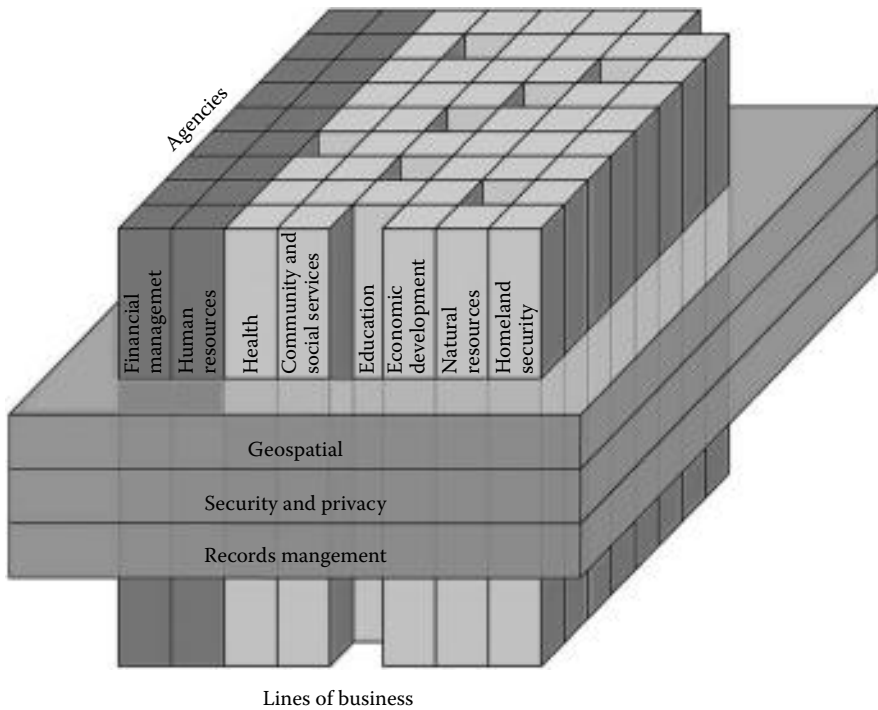 Agencies
Financial
managemet
Human
resources
Health
Community and
social services
Education
Economic
development
Natural
resources
Homeland
security
Geospatial
Security and privacy
Records mangement
Lines of business